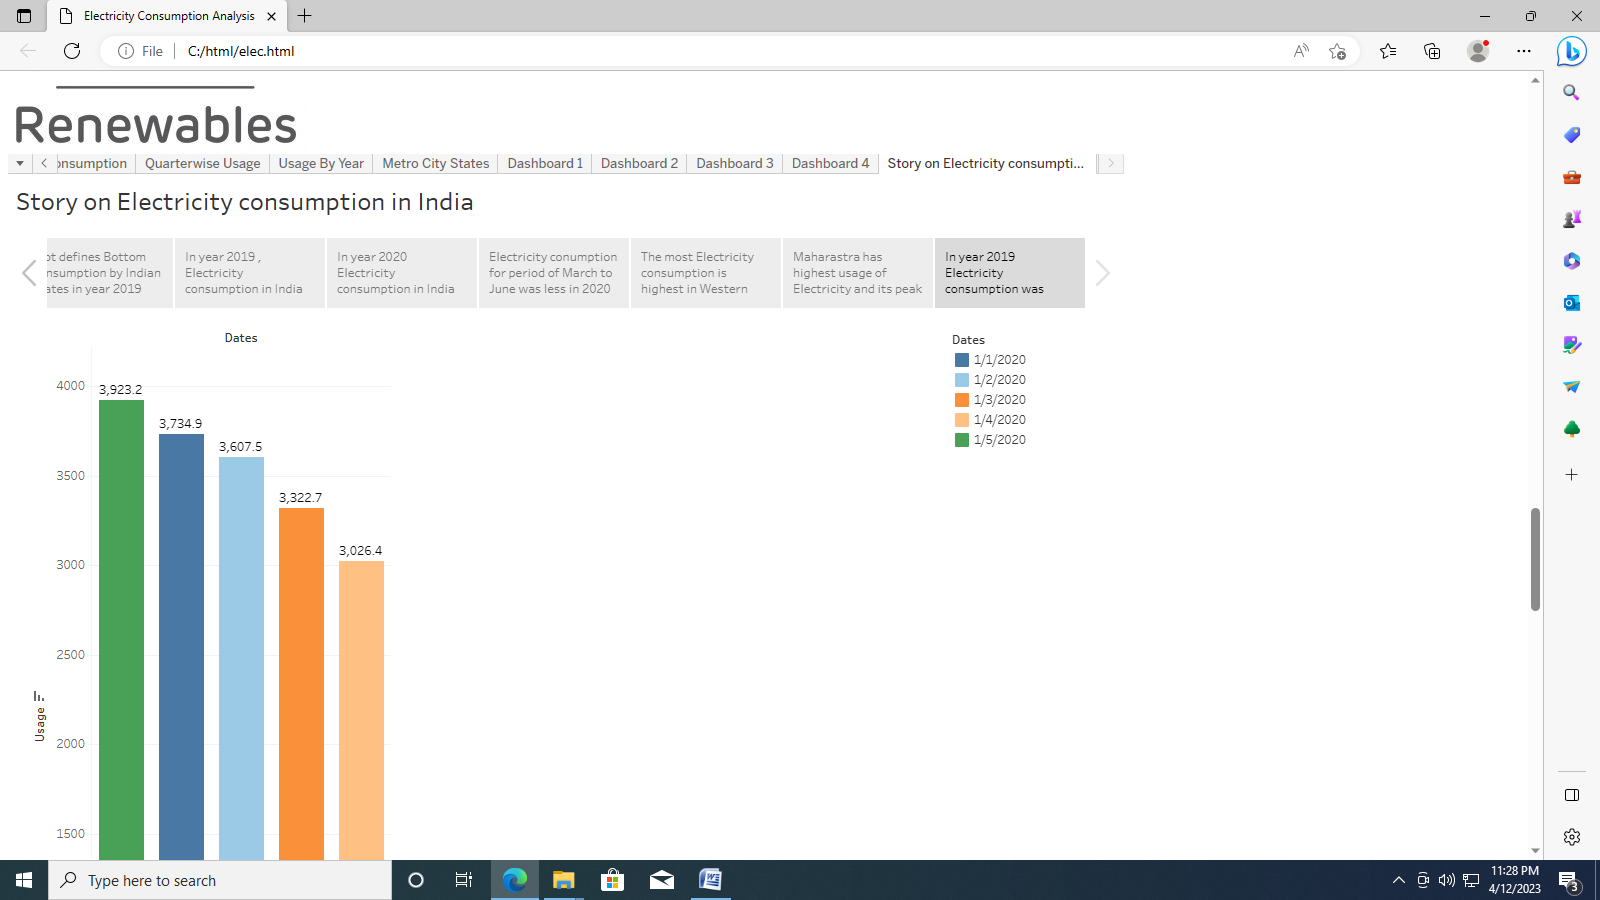 Electricity Consumption Analysis
File
C:/html/elec.html
Renewables
onsumption
Quarterwise Usage
Usage By Year
Metro City States
Dashboard 1
Dashboard 2
Dashboard 3
Dashboard 4
Story on Electricity consumpti...
Story on Electricity consumption in India
ot defines Bottom
nsumption by Indian
ates in year 2019
In year 2019 ,
Electricity
consumption in India
In year 2020
Electricity
consumption in India
Electricity conumption
for period of March to
June was less in 2020
The most Electricity
consumption is
highest in Western
Maharastra has
highest usage of
Electricity and its peak
In year 2019
Electricity
consumption was
Dates
4000
3500
3000
2500
2000
1500
Usage
3,923.2
3,734.9
3,607.5
3,322.7
3,026.4
Dates
1/1/2020
1/2/2020
1/3/2020
1/4/2020
1/5/2020
Type here to search
11:28 PM
4/12/2023
3